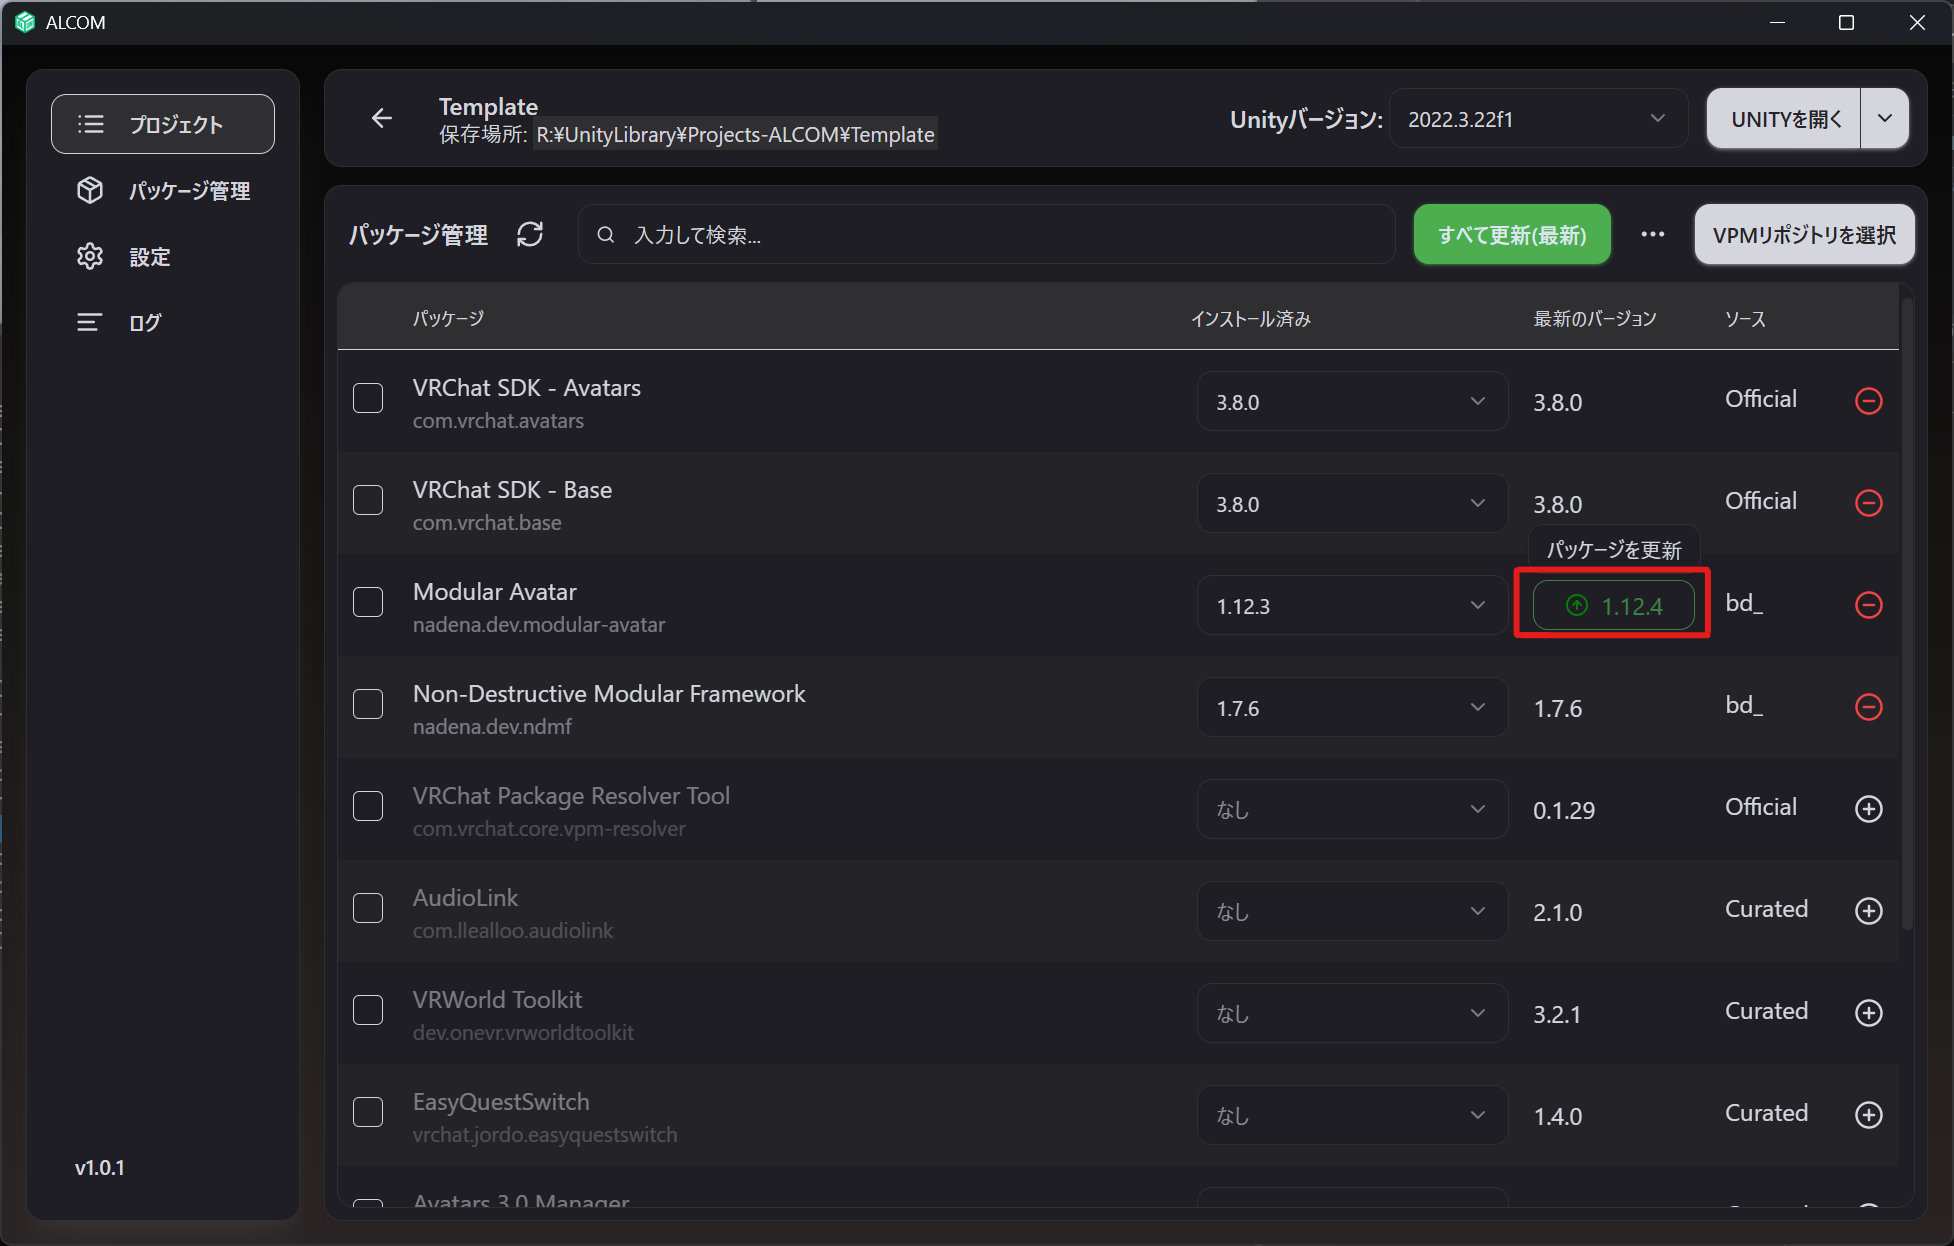 ALCOM
プロジェクト
パッケージ管理
設定
ログ
v1.0.1
Template
保存場所: R:¥UnityLibrary¥Projects-ALCOM¥Template
Unityバージョン: 2022.3.22f1
UNITYを開く
パッケージ管理
入力して検索...
すべて更新(最新)
VPMリポジトリを選択
パッケージ インストール済み 最新のバージョン ソース
VRChat SDK - Avatars 3.8.0 3.8.0 Official
com.vrchat.avatars
VRChat SDK - Base 3.8.0 3.8.0 Official
com.vrchat.base
パッケージを更新
Modular Avatar 1.12.3 1.12.4 bd_
nadena.dev.modular-avatar
Non-Destructive Modular Framework 1.7.6 1.7.6 bd_
nadena.dev.ndmf
VRChat Package Resolver Tool なし 0.1.29 Official
com.vrchat.core.vpm-resolver
AudioLink なし 2.1.0 Curated
com.llealloo.audiolink
VRWorld Toolkit なし 3.2.1 Curated
dev.onevr.vrworldtoolkit
EasyQuestSwitch なし 1.4.0 Curated
vrchat.jordo.easyquestswitch
Avatars 3.0 Manager